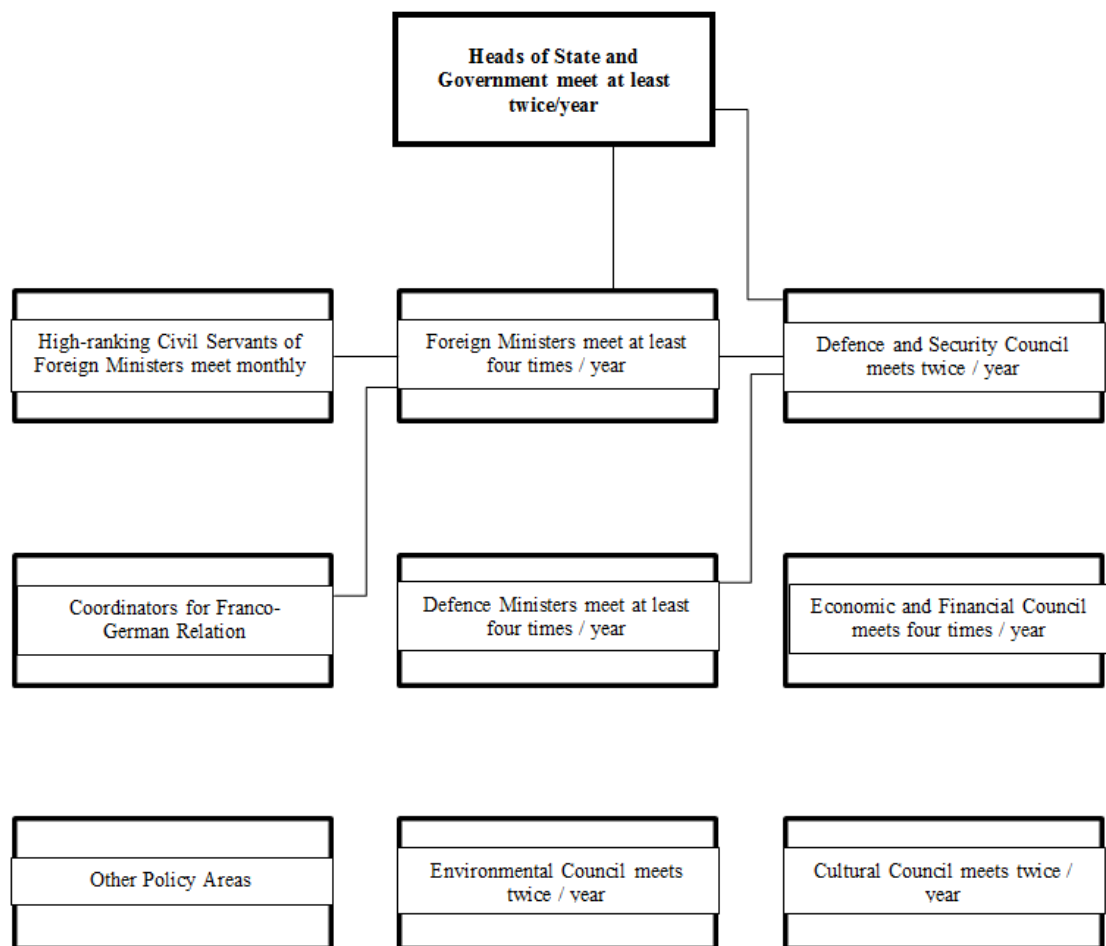 Heads of State and
Government meet at least
twice/year
High-ranking Civil Servants of
Foreign Ministers meet monthly
Foreign Ministers meet at least
four times / year
Defence and Security Council
meets twice / year
Coordinators for Franco-
German Relation
Defence Ministers meet at least
four times / year
Economic and Financial Council
meets four times / year
Other Policy Areas
Environmental Council meets
twice / year
Cultural Council meets twice /
year